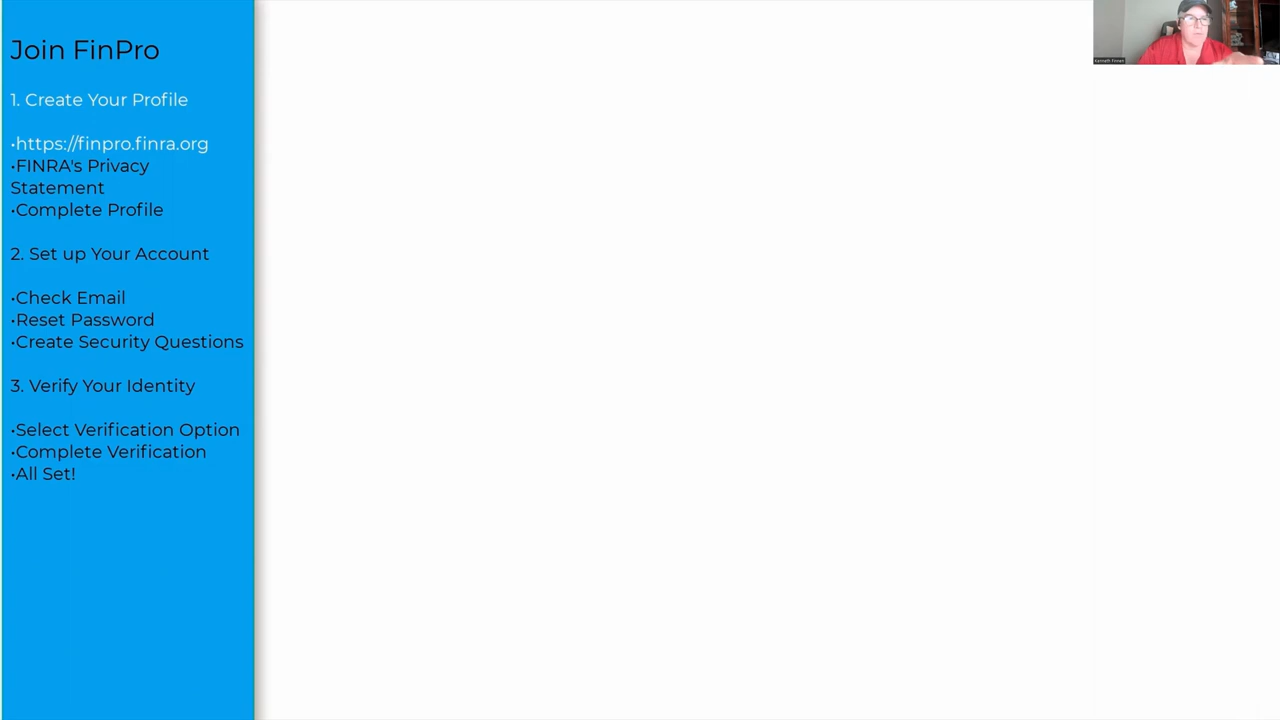 Join FinPro
1. Create Your Profile
•https://finpro.finra.org
•FINRA's Privacy
Statement
•Complete Profile
2. Set up Your Account
•Check Email
•Reset Password
•Create Security Questions
3. Verify Your Identity
•Select Verification Option
•Complete Verification
•All Set!